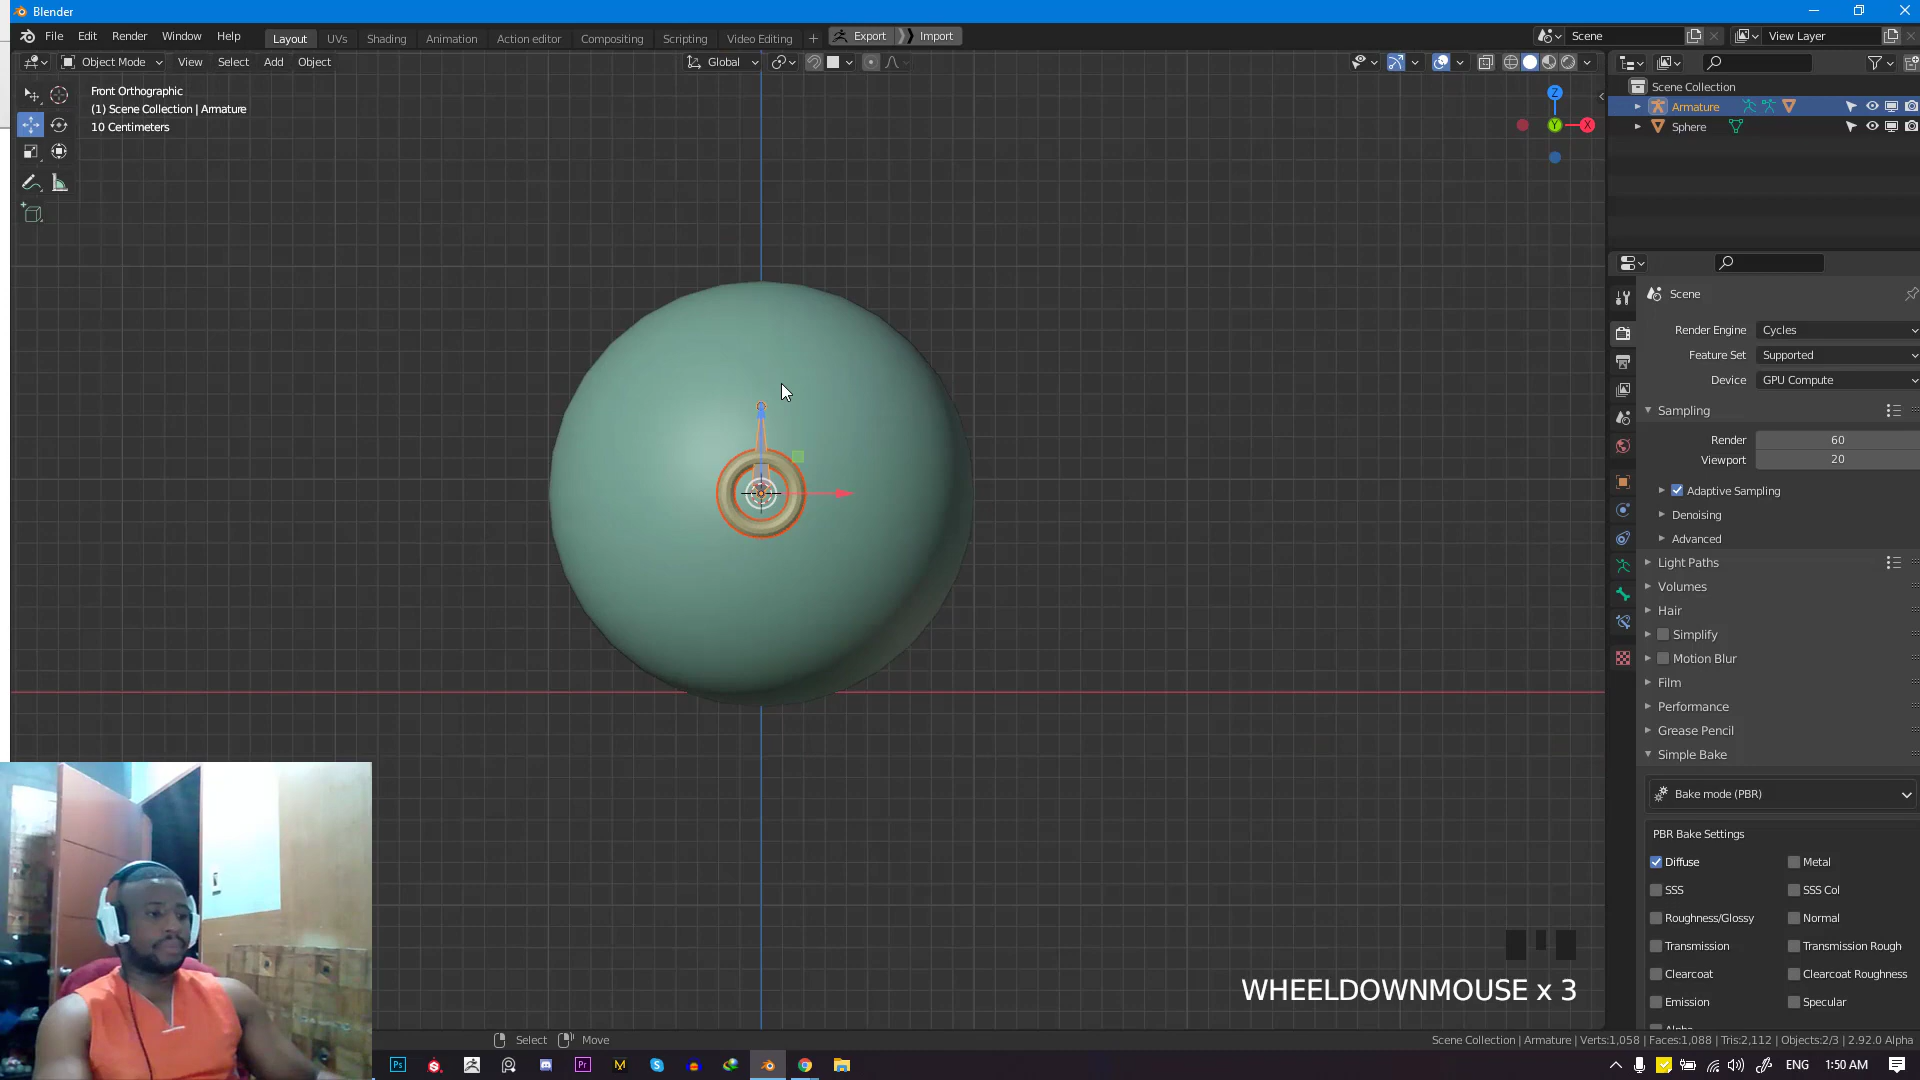 Blender
File Edit Render Window Help
Layout UVs Shading Animation Action editor Compositing Scripting Video Editing + Export Import
Scene View Layer
Object Mode View Select Add Object
Global
Front Orthographic
(1) Scene Collection | Armature
10 Centimeters
Z
Y
X
Scene Collection
Armature
Sphere
Scene
Render Engine Cycles
Feature Set Supported
Device GPU Compute
Sampling
Render 60
Viewport 20
Adaptive Sampling
Denoising
Advanced
Light Paths
Volumes
Hair
Simplify
Motion Blur
Film
Performance
Grease Pencil
Simple Bake
Bake mode (PBR)
PBR Bake Settings
Diffuse Metal
SSS SSS Col
Roughness/Glossy Normal
Transmission Transmission Rough
Clearcoat Clearcoat Roughness
Emission Specular
Alpha
WHEELDOWNMOUSE x 3
Select Move
Scene Collection | Armature | Verts:1,058 | Faces:1,088 | Tris:2,112 | Objects:2/3 | 2.92.0 Alpha
Ps Pr M S
ENG 1:50 AM